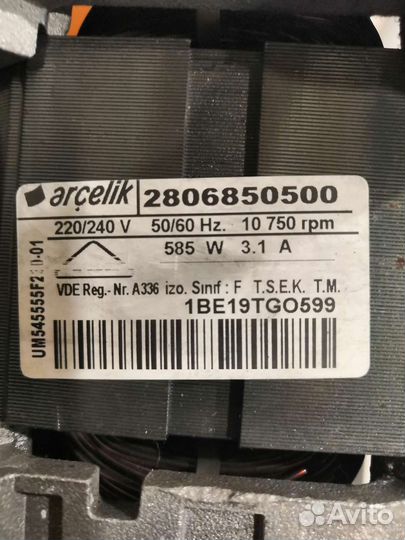 arçelik 2806850500
220/240 V 50/60 Hz. 10 750 rpm
585 W 3.1 A
VDE Reg.- Nr. A336 izo. Sınıf : F T.S.E.K. T.M.
1BE19TGO599
Avito